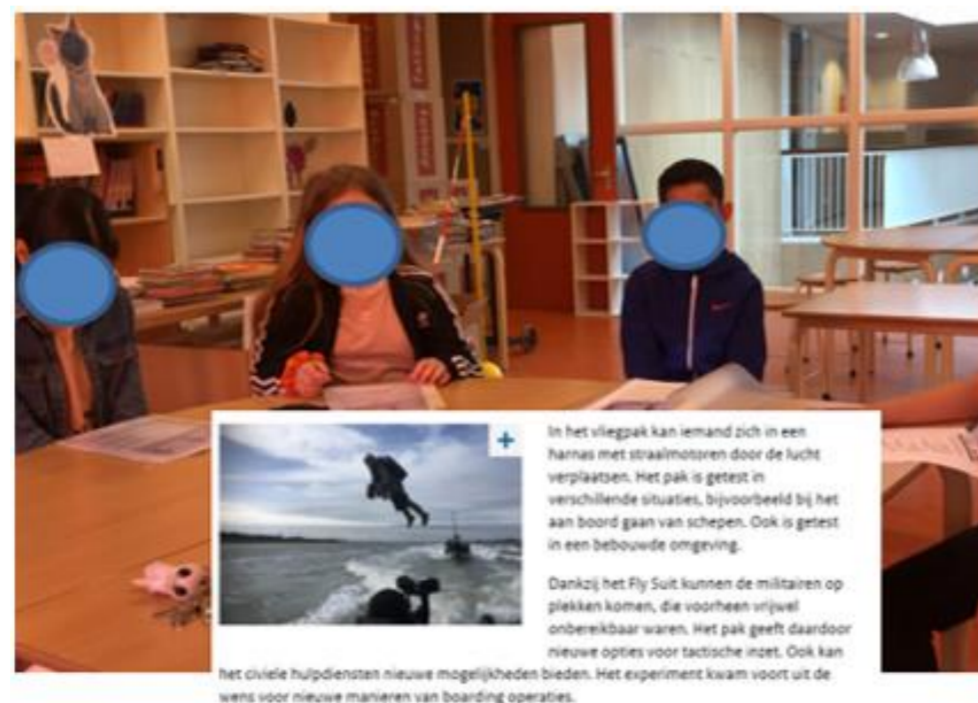 In het vliegpak kan iemand zich in een
harnas met straalmotoren door de lucht
verplaatsen. Het pak is getest in
verschillende situaties, bijvoorbeeld bij het
aan boord gaan van schepen. Ook is getest
in een bebouwde omgeving.
Dankzij het Fly Suit kunnen de militairen op
plekken komen, die voorheen vrijwel
onbereikbaar waren. Het pak geeft daardoor
nieuwe opties voor tactische inzet. Ook kan
het civiele hulpdiensten nieuwe mogelijkheden bieden. Het experiment kwam voort uit de
wens voor nieuwe manieren van boarding operaties.